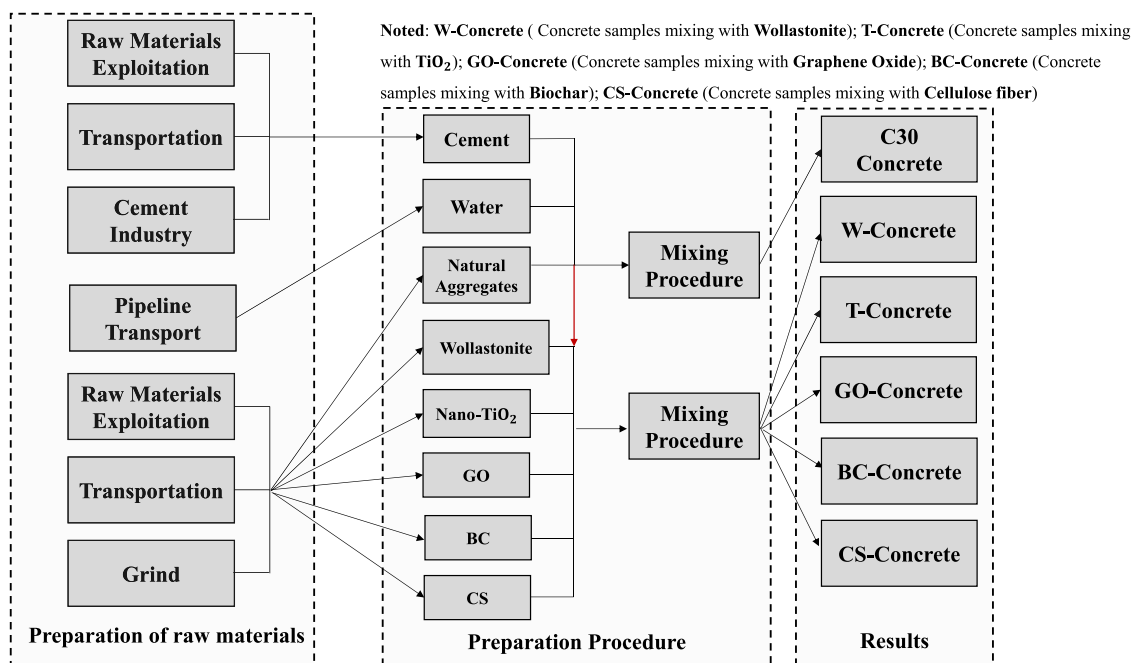 Noted: W-Concrete ( Concrete samples mixing with Wollastonite); T-Concrete (Concrete samples mixing
with TiO₂); GO-Concrete (Concrete samples mixing with Graphene Oxide); BC-Concrete (Concrete
samples mixing with Biochar); CS-Concrete (Concrete samples mixing with Cellulose fiber)
Raw Materials
Exploitation
Transportation
Cement
Industry
Pipeline
Transport
Raw Materials
Exploitation
Transportation
Grind
Preparation of raw materials
Cement
Water
Natural
Aggregates
Wollastonite
Nano-TiO₂
GO
BC
CS
Mixing
Procedure
Mixing
Procedure
Preparation Procedure
C30
Concrete
W-Concrete
T-Concrete
GO-Concrete
BC-Concrete
CS-Concrete
Results